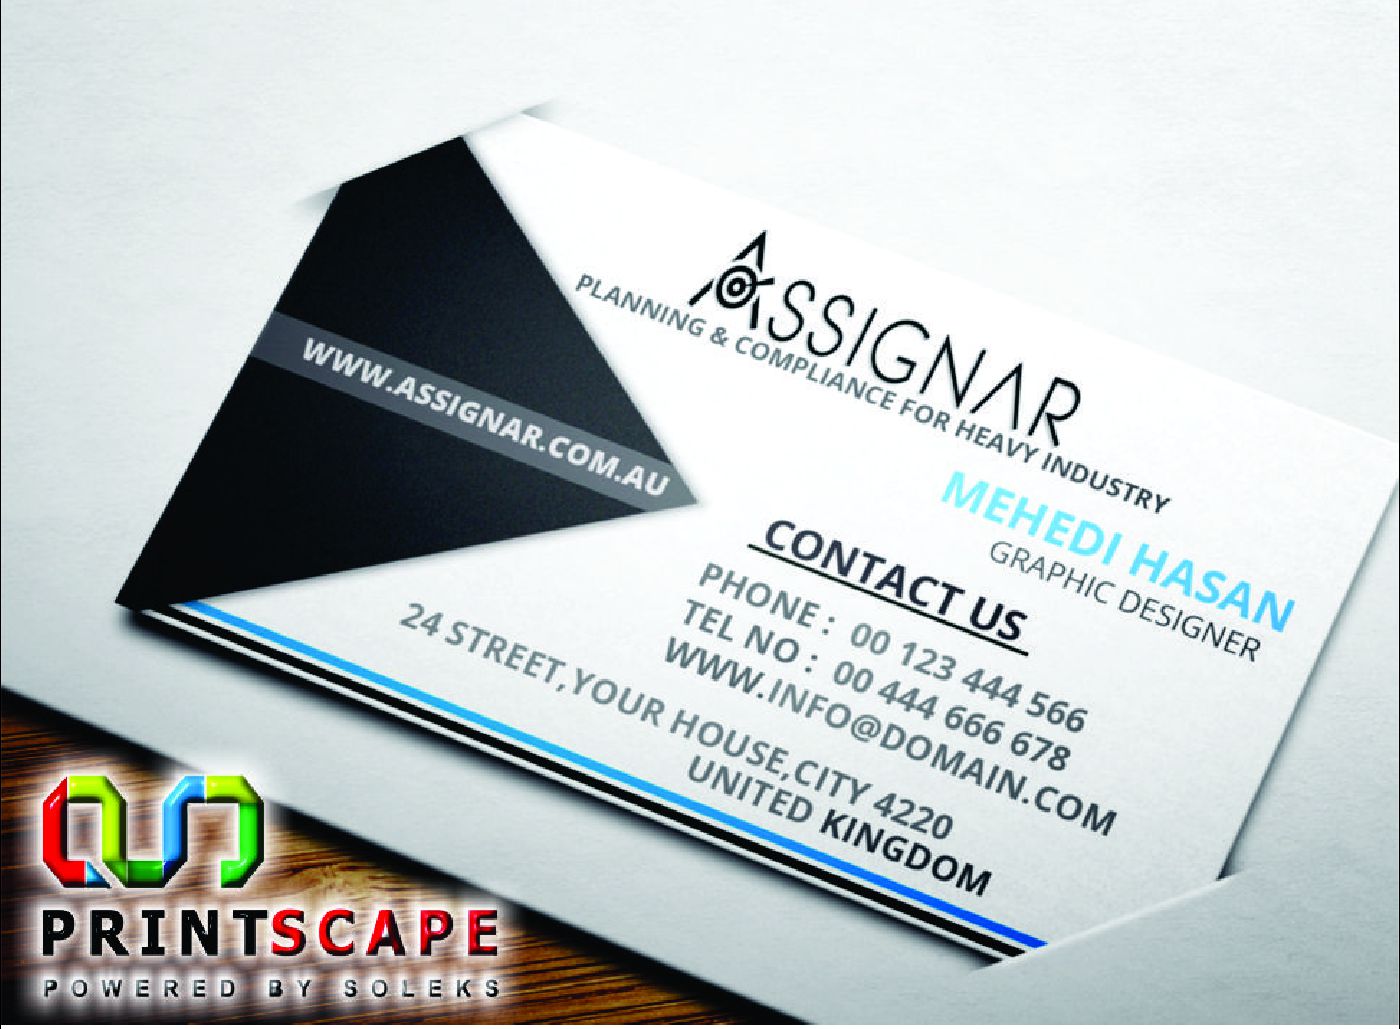 ASSIGNAR
PLANNING & COMPLIANCE FOR HEAVY INDUSTRY
WWW.ASSIGNAR.COM.AU
MEHEDI HASAN
GRAPHIC DESIGNER
CONTACT US
PHONE : 00 123 444 566
TEL NO : 00 444 666 678
WWW.INFO@DOMAIN.COM
24 STREET,YOUR HOUSE,CITY 4220
UNITED KINGDOM
PRINTSCAPE
POWERED BY SOLEKS